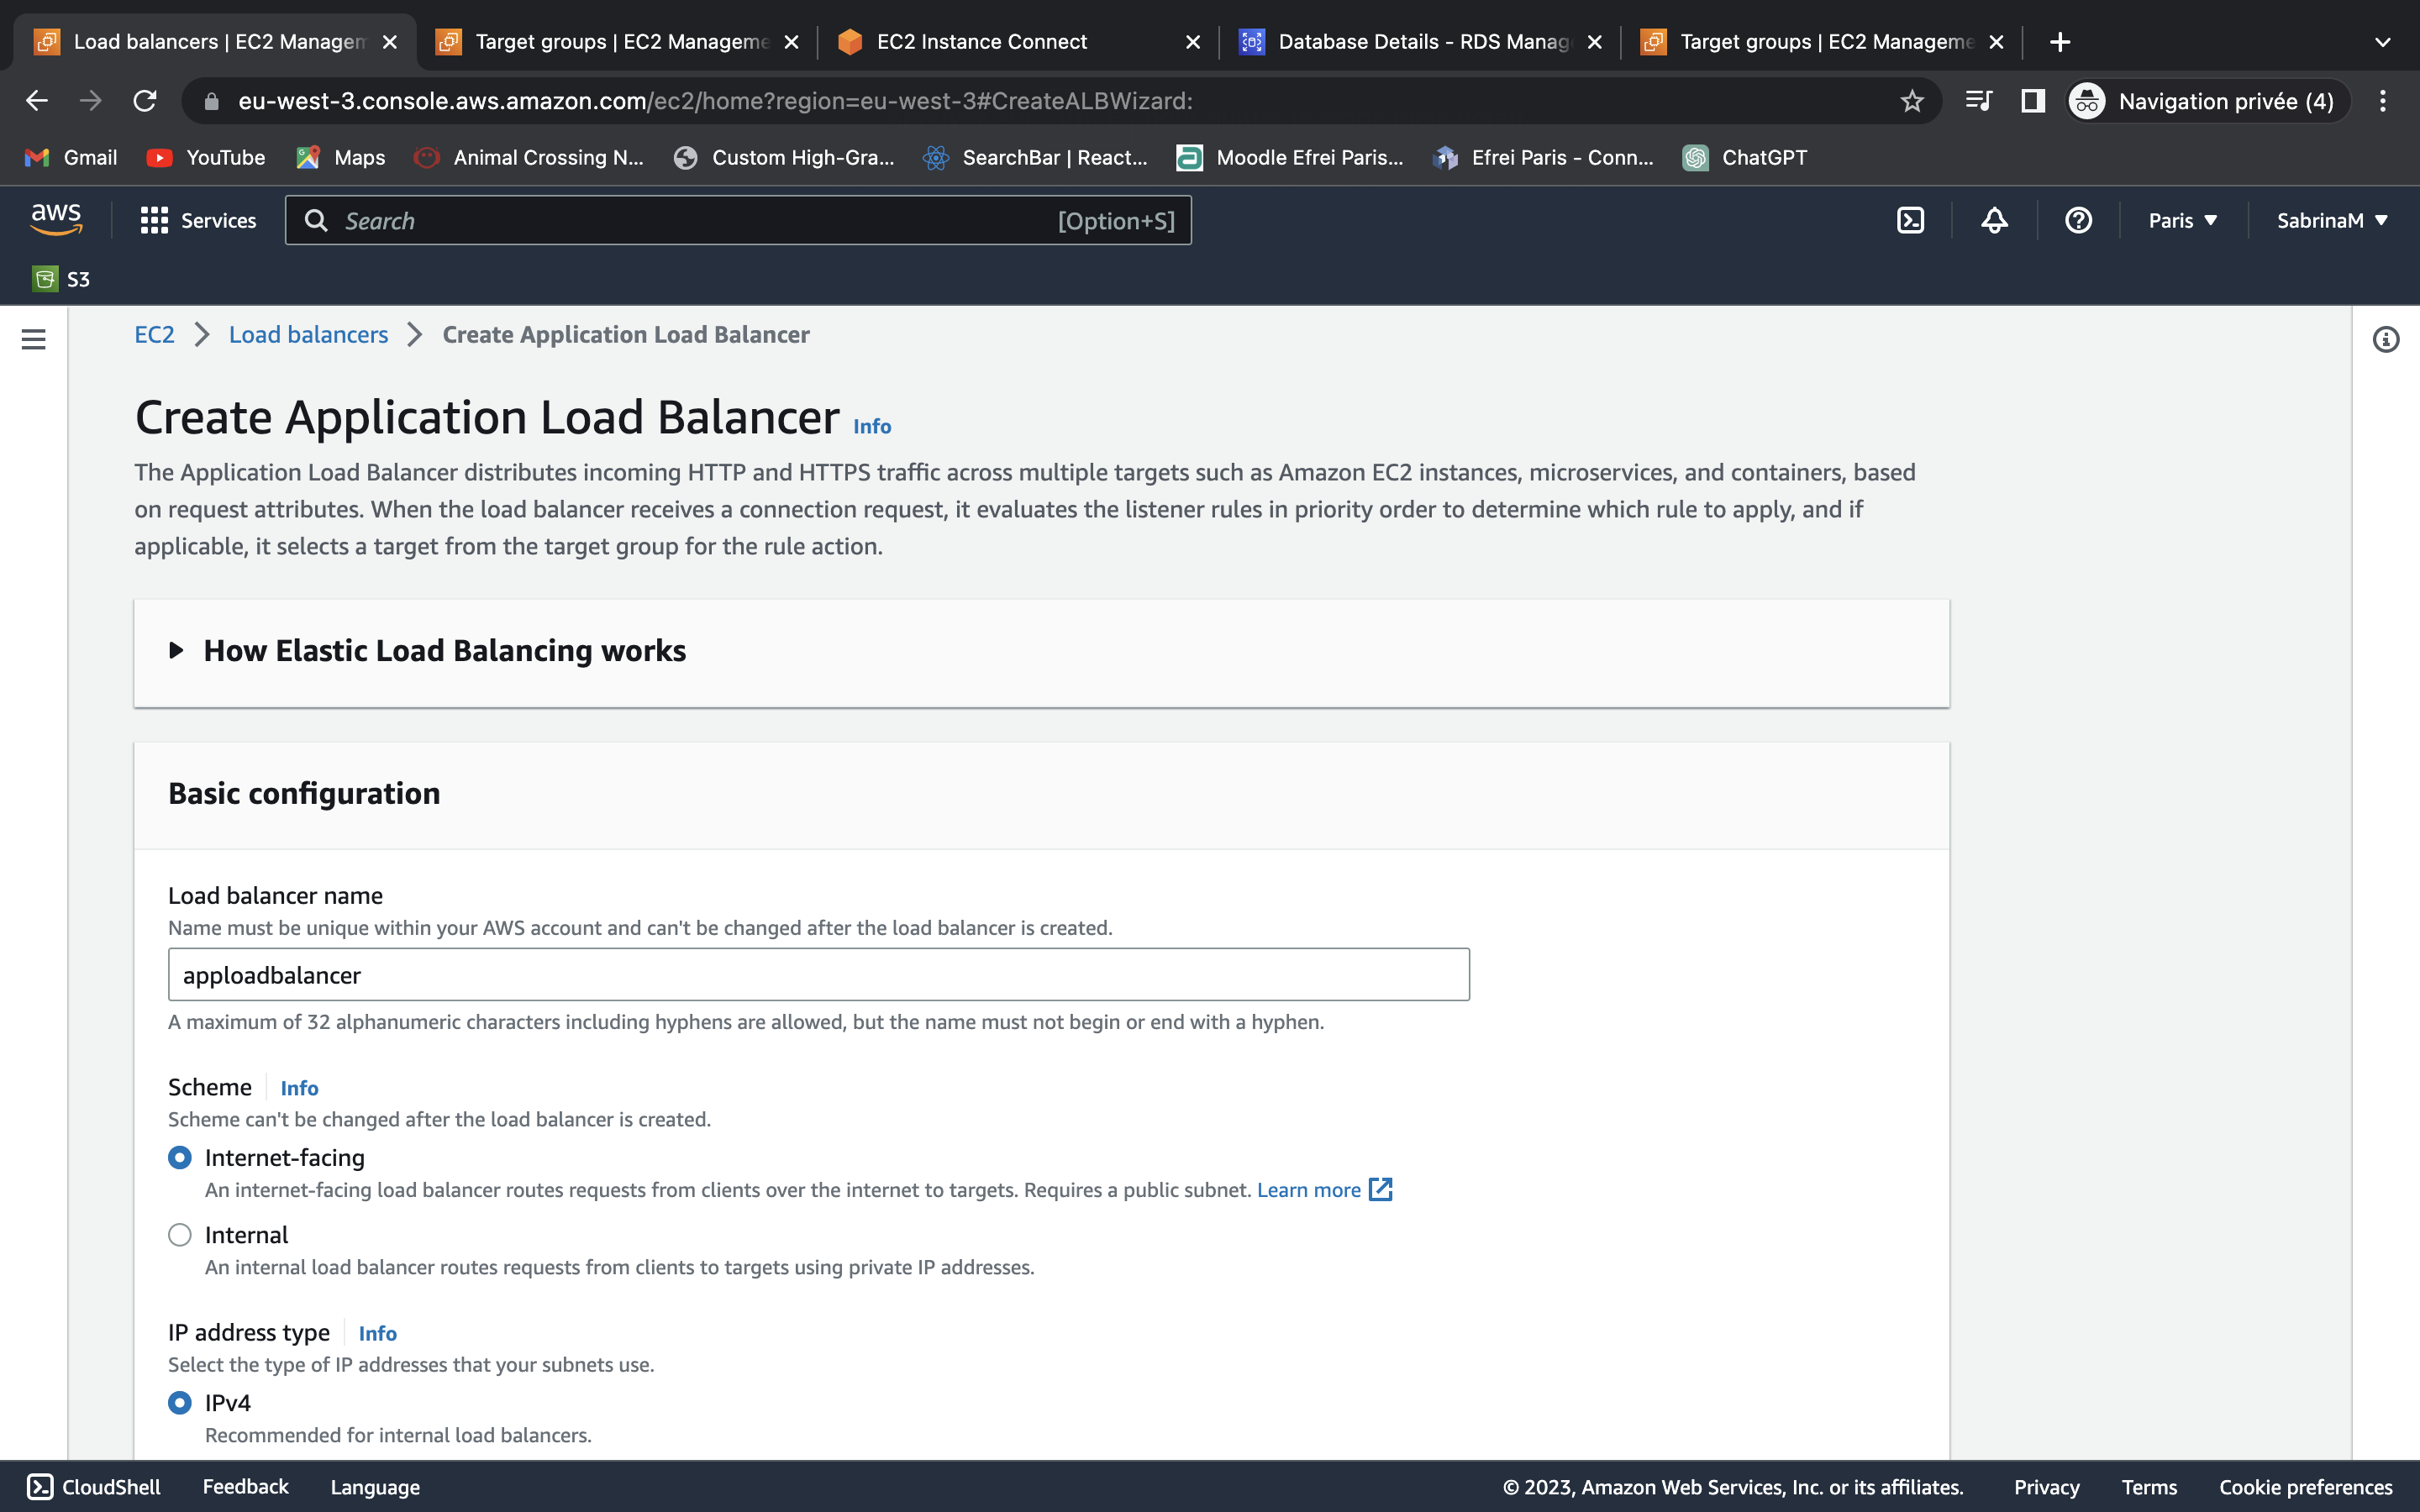 Load balancers | EC2 Managem
Target groups | EC2 Manageme
EC2 Instance Connect
Database Details - RDS Manag
Target groups | EC2 Manageme
eu-west-3.console.aws.amazon.com/ec2/home?region=eu-west-3#CreateALBWizard:
Navigation privée (4)
Gmail
YouTube
Maps
Animal Crossing N...
Custom High-Gra...
SearchBar | React...
Moodle Efrei Paris...
Efrei Paris - Conn...
ChatGPT
aws
Services
Search
[Option+S]
Paris
SabrinaM
S3
EC2
Load balancers
Create Application Load Balancer
Create Application Load Balancer Info
The Application Load Balancer distributes incoming HTTP and HTTPS traffic across multiple targets such as Amazon EC2 instances, microservices, and containers, based
on request attributes. When the load balancer receives a connection request, it evaluates the listener rules in priority order to determine which rule to apply, and if
applicable, it selects a target from the target group for the rule action.
How Elastic Load Balancing works
Basic configuration
Load balancer name
Name must be unique within your AWS account and can't be changed after the load balancer is created.
apploadbalancer
A maximum of 32 alphanumeric characters including hyphens are allowed, but the name must not begin or end with a hyphen.
Scheme Info
Scheme can't be changed after the load balancer is created.
Internet-facing
An internet-facing load balancer routes requests from clients over the internet to targets. Requires a public subnet. Learn more
Internal
An internal load balancer routes requests from clients to targets using private IP addresses.
IP address type Info
Select the type of IP addresses that your subnets use.
IPv4
Recommended for internal load balancers.
CloudShell
Feedback
Language
© 2023, Amazon Web Services, Inc. or its affiliates.
Privacy
Terms
Cookie preferences